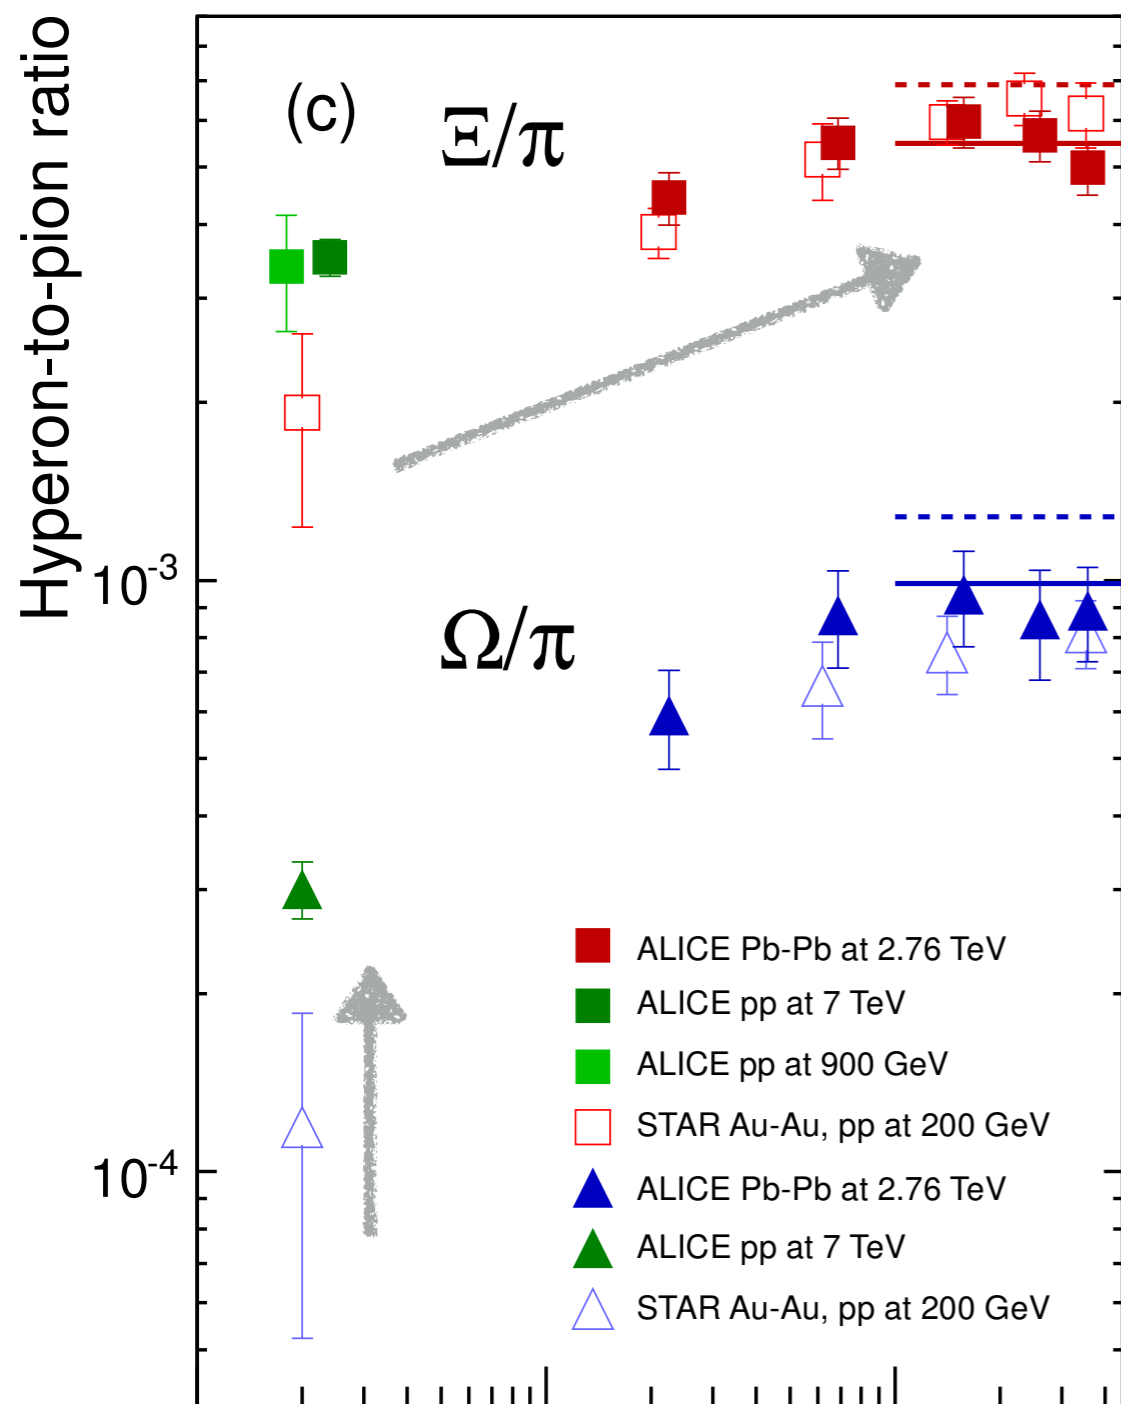 Hyperon-to-pion ratio
(c)
Ξ/π
10-3
Ω/π
10-4
ALICE Pb-Pb at 2.76 TeV
ALICE pp at 7 TeV
ALICE pp at 900 GeV
STAR Au-Au, pp at 200 GeV
ALICE Pb-Pb at 2.76 TeV
ALICE pp at 7 TeV
STAR Au-Au, pp at 200 GeV